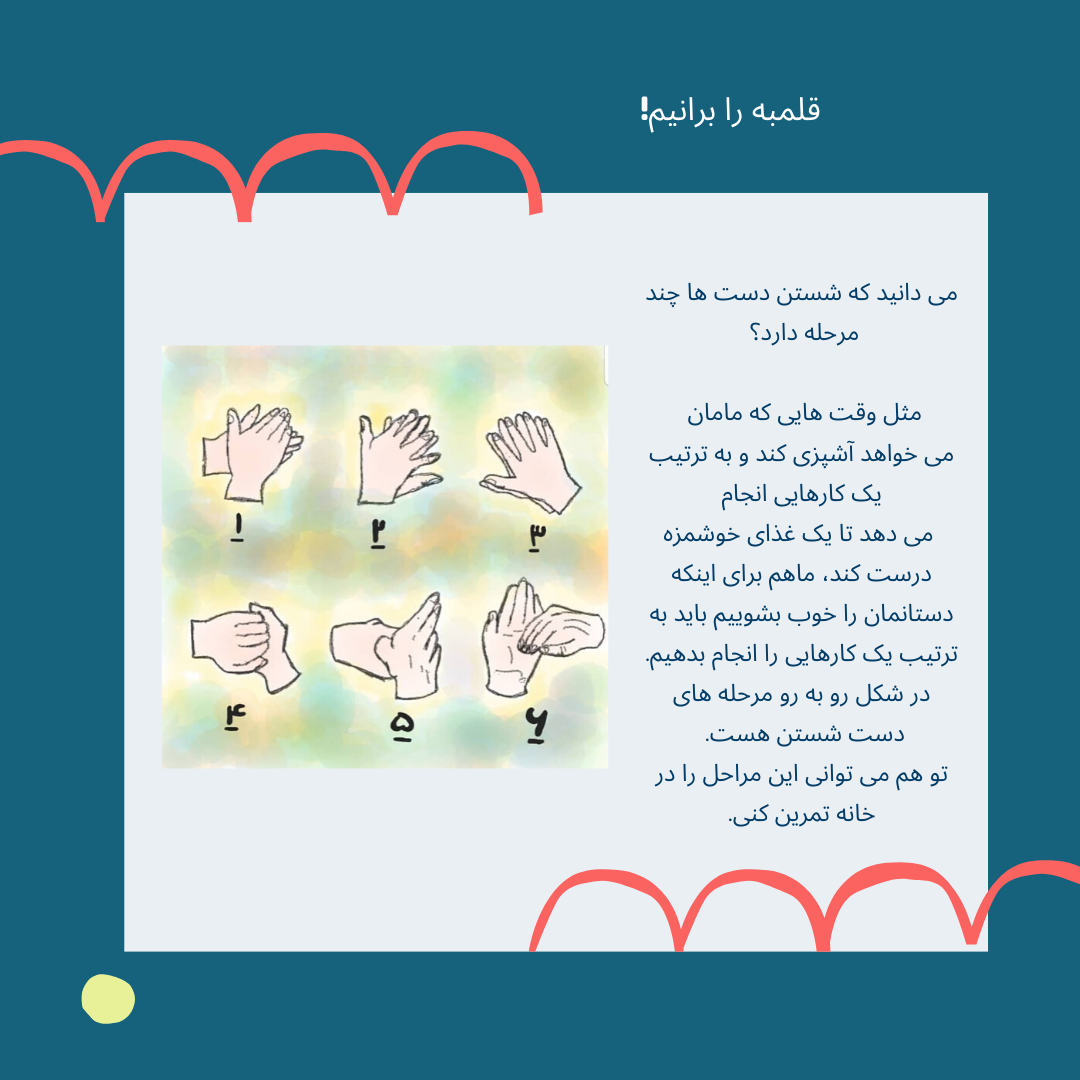 قلمبه را برانیم!
می دانید که شستن دست ها چند
مرحله دارد؟
مثل وقت هایی که مامان
می خواهد آشپزی کند و به ترتیب
یک کارهایی انجام
می دهد تا یک غذای خوشمزه
درست کند، ماهم برای اینکه
دستانمان را خوب بشوییم باید به
ترتیب یک کارهایی را انجام بدهیم.
در شکل رو به رو مرحله های
دست شستن هست.
تو هم می توانی این مراحل را در
خانه تمرین کنی.
۱
۲
۳
۴
۵
۶